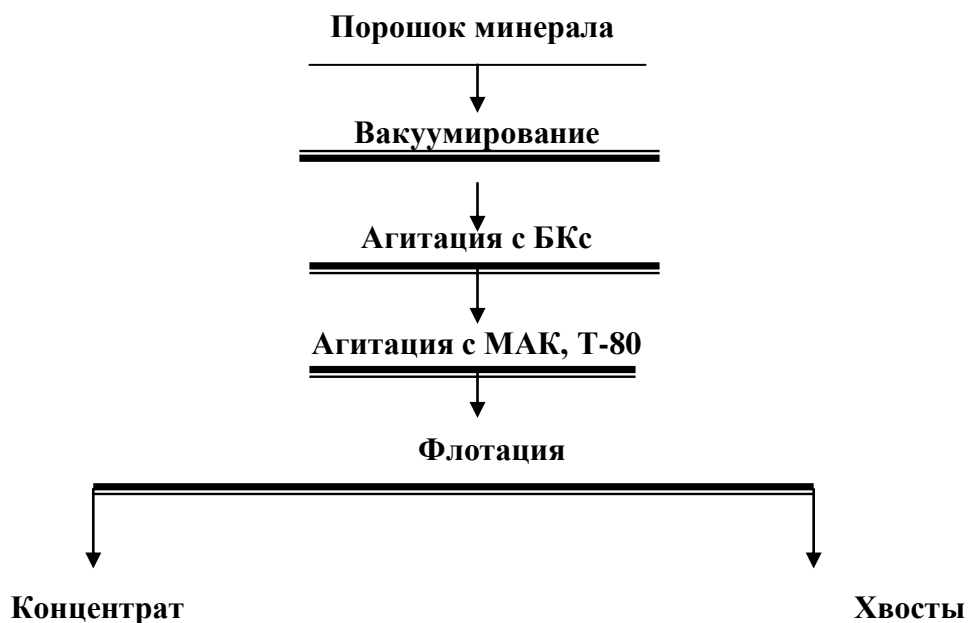 Порошок минерала
Вакуумирование
Агитация с БКс
Агитация с МАК, Т-80
Флотация
Концентрат
Хвосты